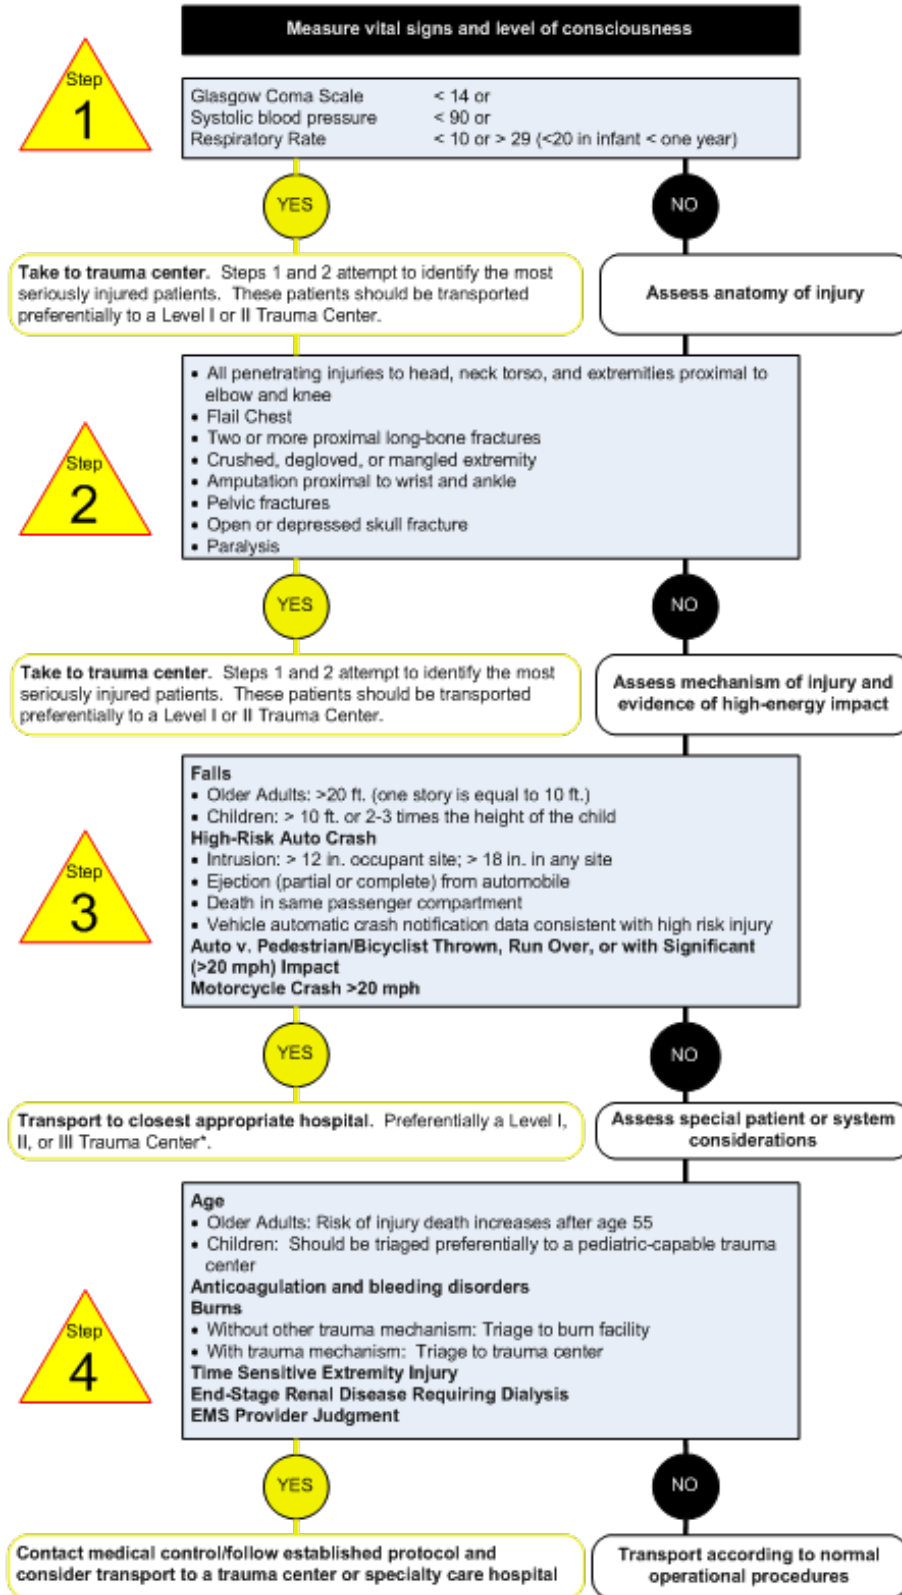 Measure vital signs and level of consciousness
Step
1
Glasgow Coma Scale < 14 or
Systolic blood pressure < 90 or
Respiratory Rate < 10 or > 29 (<20 in infant < one year)
YES
NO
Take to trauma center. Steps 1 and 2 attempt to identify the most
seriously injured patients. These patients should be transported
preferentially to a Level I or II Trauma Center.
Assess anatomy of injury
Step
2
• All penetrating injuries to head, neck torso, and extremities proximal to
elbow and knee
• Flail Chest
• Two or more proximal long-bone fractures
• Crushed, degloved, or mangled extremity
• Amputation proximal to wrist and ankle
• Pelvic fractures
• Open or depressed skull fracture
• Paralysis
YES
NO
Take to trauma center. Steps 1 and 2 attempt to identify the most
seriously injured patients. These patients should be transported
preferentially to a Level I or II Trauma Center.
Assess mechanism of injury and
evidence of high-energy impact
Step
3
Falls
• Older Adults: >20 ft. (one story is equal to 10 ft.)
• Children: > 10 ft. or 2-3 times the height of the child
High-Risk Auto Crash
• Intrusion: > 12 in. occupant site; > 18 in. in any site
• Ejection (partial or complete) from automobile
• Death in same passenger compartment
• Vehicle automatic crash notification data consistent with high risk injury
Auto v. Pedestrian/Bicyclist Thrown, Run Over, or with Significant
(>20 mph) Impact
Motorcycle Crash >20 mph
YES
NO
Transport to closest appropriate hospital. Preferentially a Level I,
II, or III Trauma Center*.
Assess special patient or system
considerations
Step
4
Age
• Older Adults: Risk of injury death increases after age 55
• Children: Should be triaged preferentially to a pediatric-capable trauma
center
Anticoagulation and bleeding disorders
Burns
• Without other trauma mechanism: Triage to burn facility
• With trauma mechanism: Triage to trauma center
Time Sensitive Extremity Injury
End-Stage Renal Disease Requiring Dialysis
EMS Provider Judgment
YES
NO
Contact medical control/follow established protocol and
consider transport to a trauma center or specialty care hospital
Transport according to normal
operational procedures